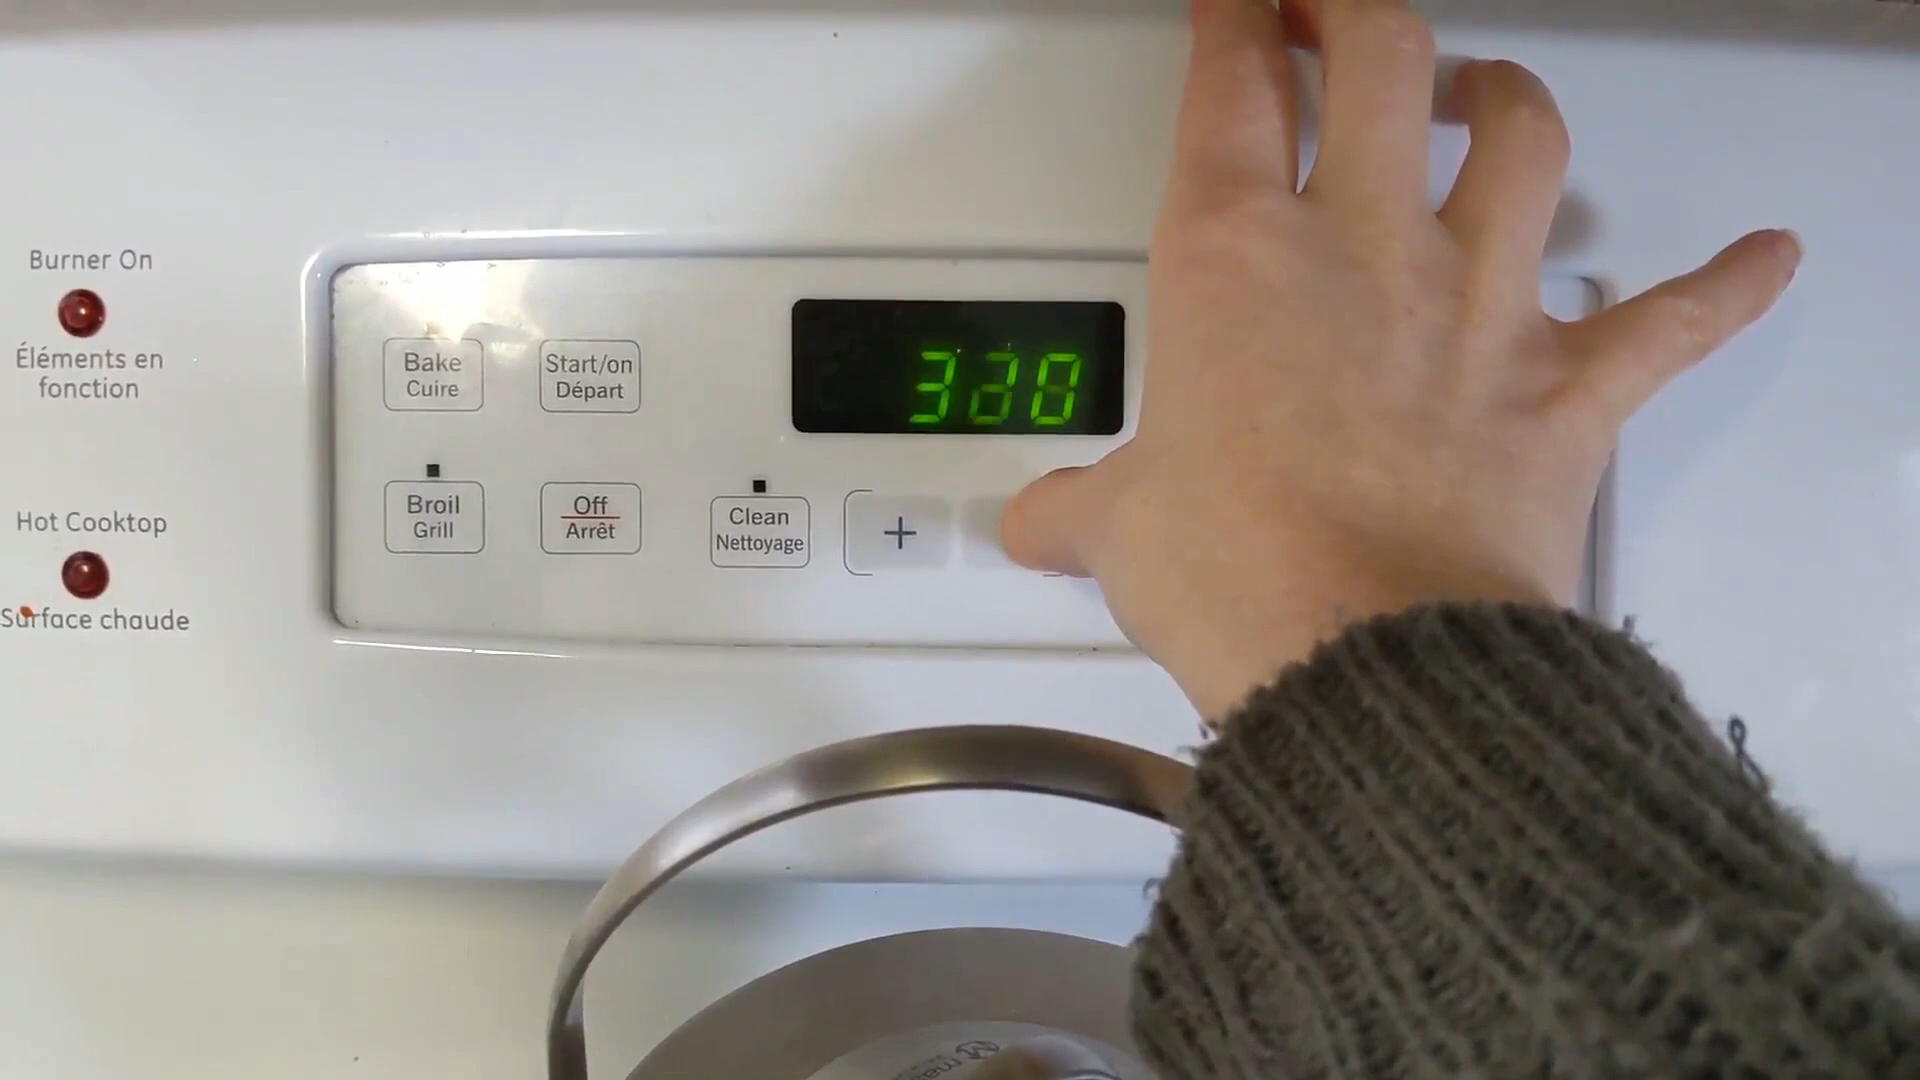 Burner On
Éléments en
fonction
Hot Cooktop
Surface chaude
Bake
Cuire
Start/on
Départ
Broil
Grill
Off
Arrêt
Clean
Nettoyage
+